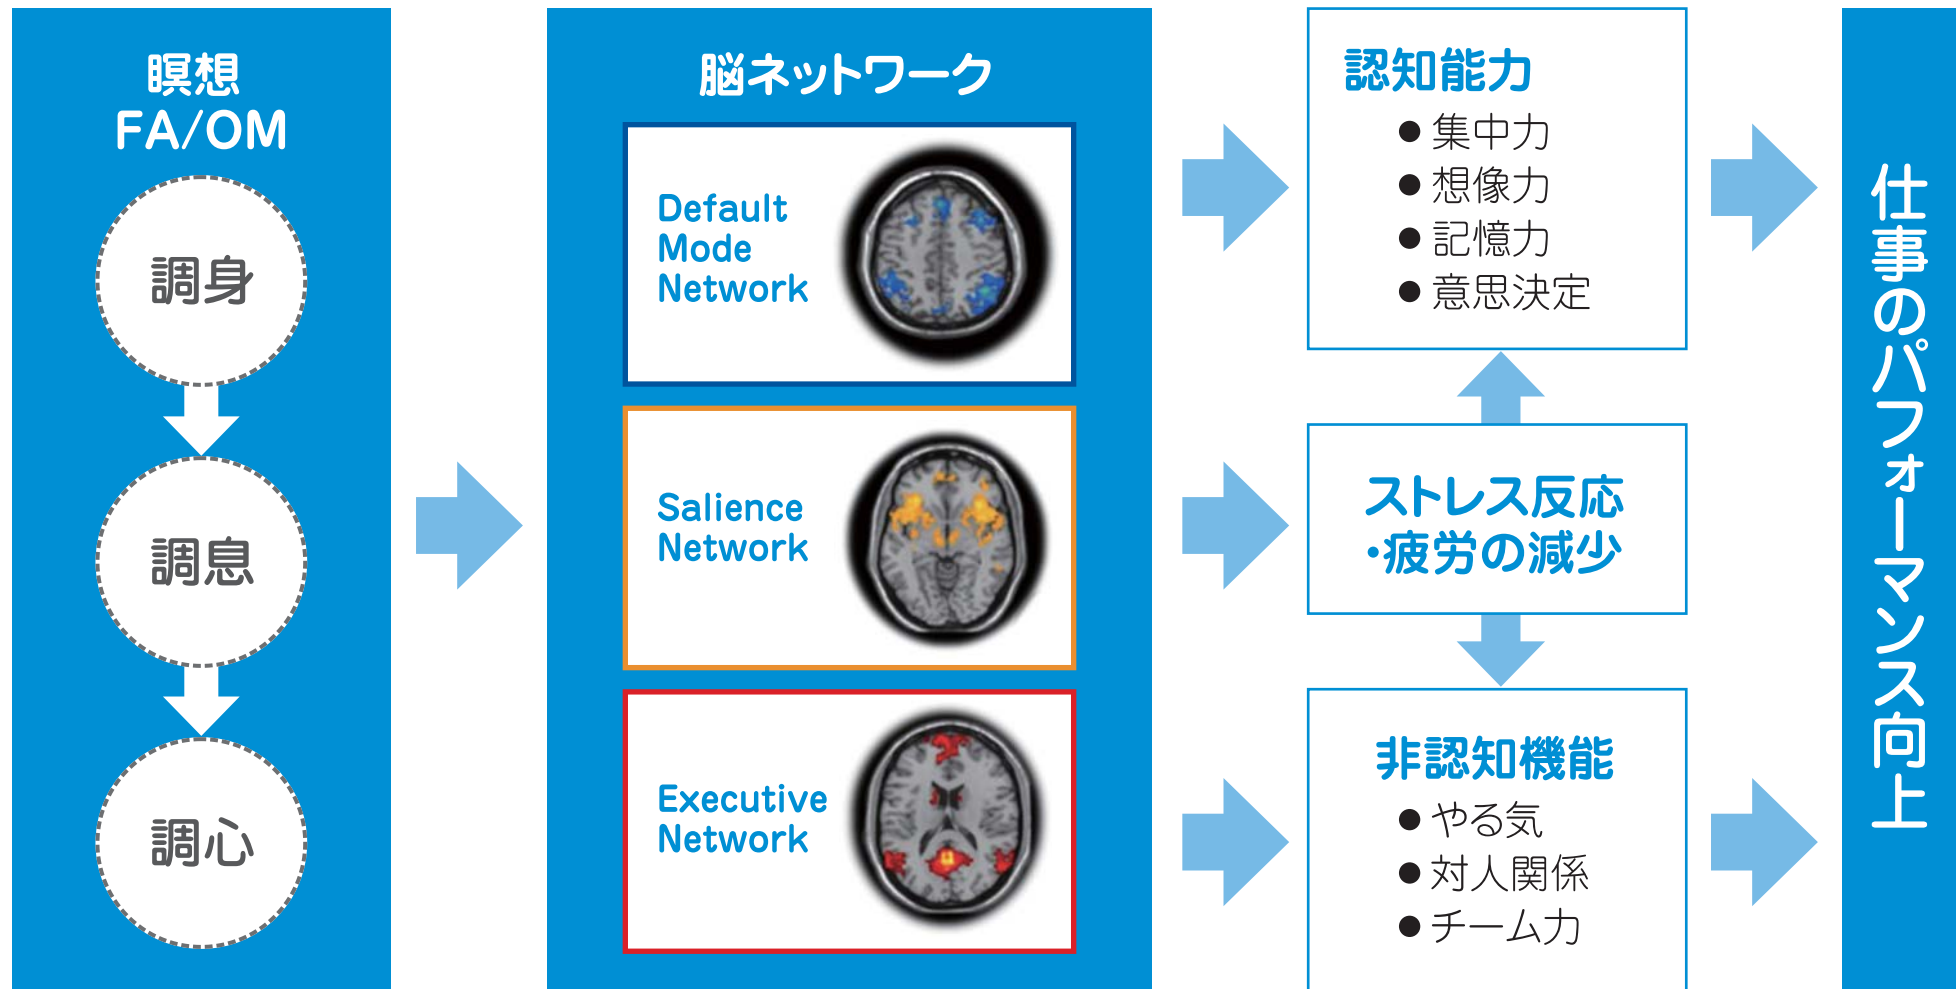 瞑想
FA/OM
調身
調息
調心
脳ネットワーク
Default
Mode
Network
Salience
Network
Executive
Network
認知能力
● 集中力
● 想像力
● 記憶力
● 意思決定
ストレス反応
・疲労の減少
非認知機能
● やる気
● 対人関係
● チーム力
仕事のパフォーマンス向上